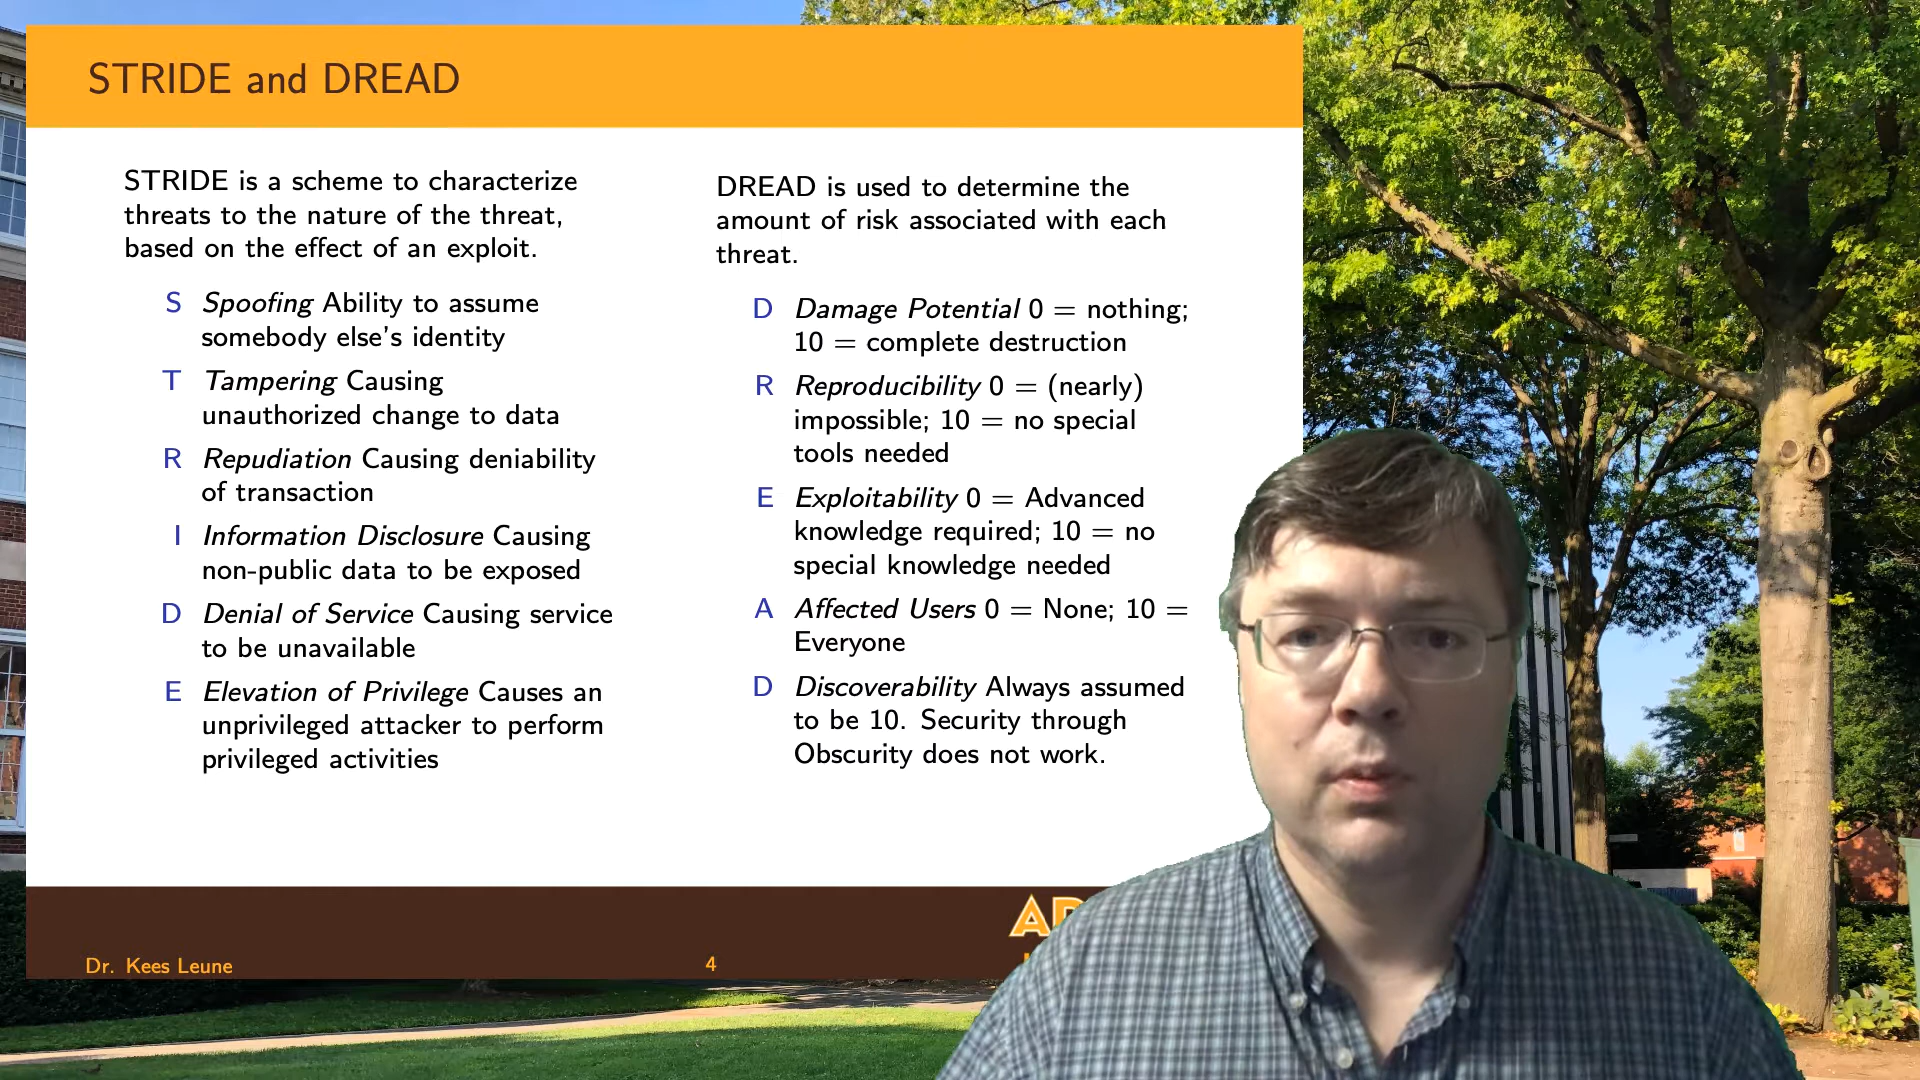 STRIDE and DREAD
STRIDE is a scheme to characterize
threats to the nature of the threat,
based on the effect of an exploit.
S Spoofing Ability to assume
somebody else's identity
T Tampering Causing
unauthorized change to data
R Repudiation Causing deniability
of transaction
I Information Disclosure Causing
non-public data to be exposed
D Denial of Service Causing service
to be unavailable
E Elevation of Privilege Causes an
unprivileged attacker to perform
privileged activities
DREAD is used to determine the
amount of risk associated with each
threat.
D Damage Potential 0 = nothing;
10 = complete destruction
R Reproducibility 0 = (nearly)
impossible; 10 = no special
tools needed
E Exploitability 0 = Advanced
knowledge required; 10 = no
special knowledge needed
A Affected Users 0 = None; 10 =
Everyone
D Discoverability Always assumed
to be 10. Security through
Obscurity does not work.
Dr. Kees Leune
4